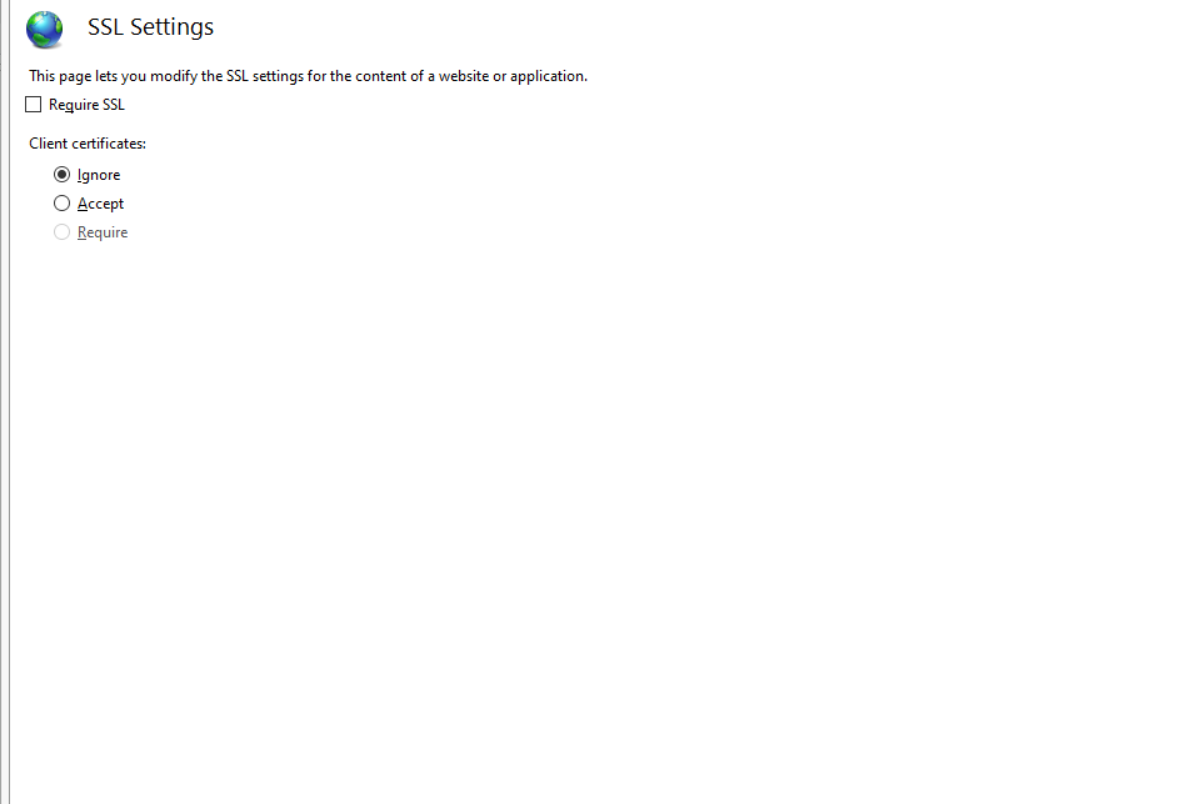 SSL Settings
This page lets you modify the SSL settings for the content of a website or application.
Require SSL
Client certificates:
Ignore
Accept
Require